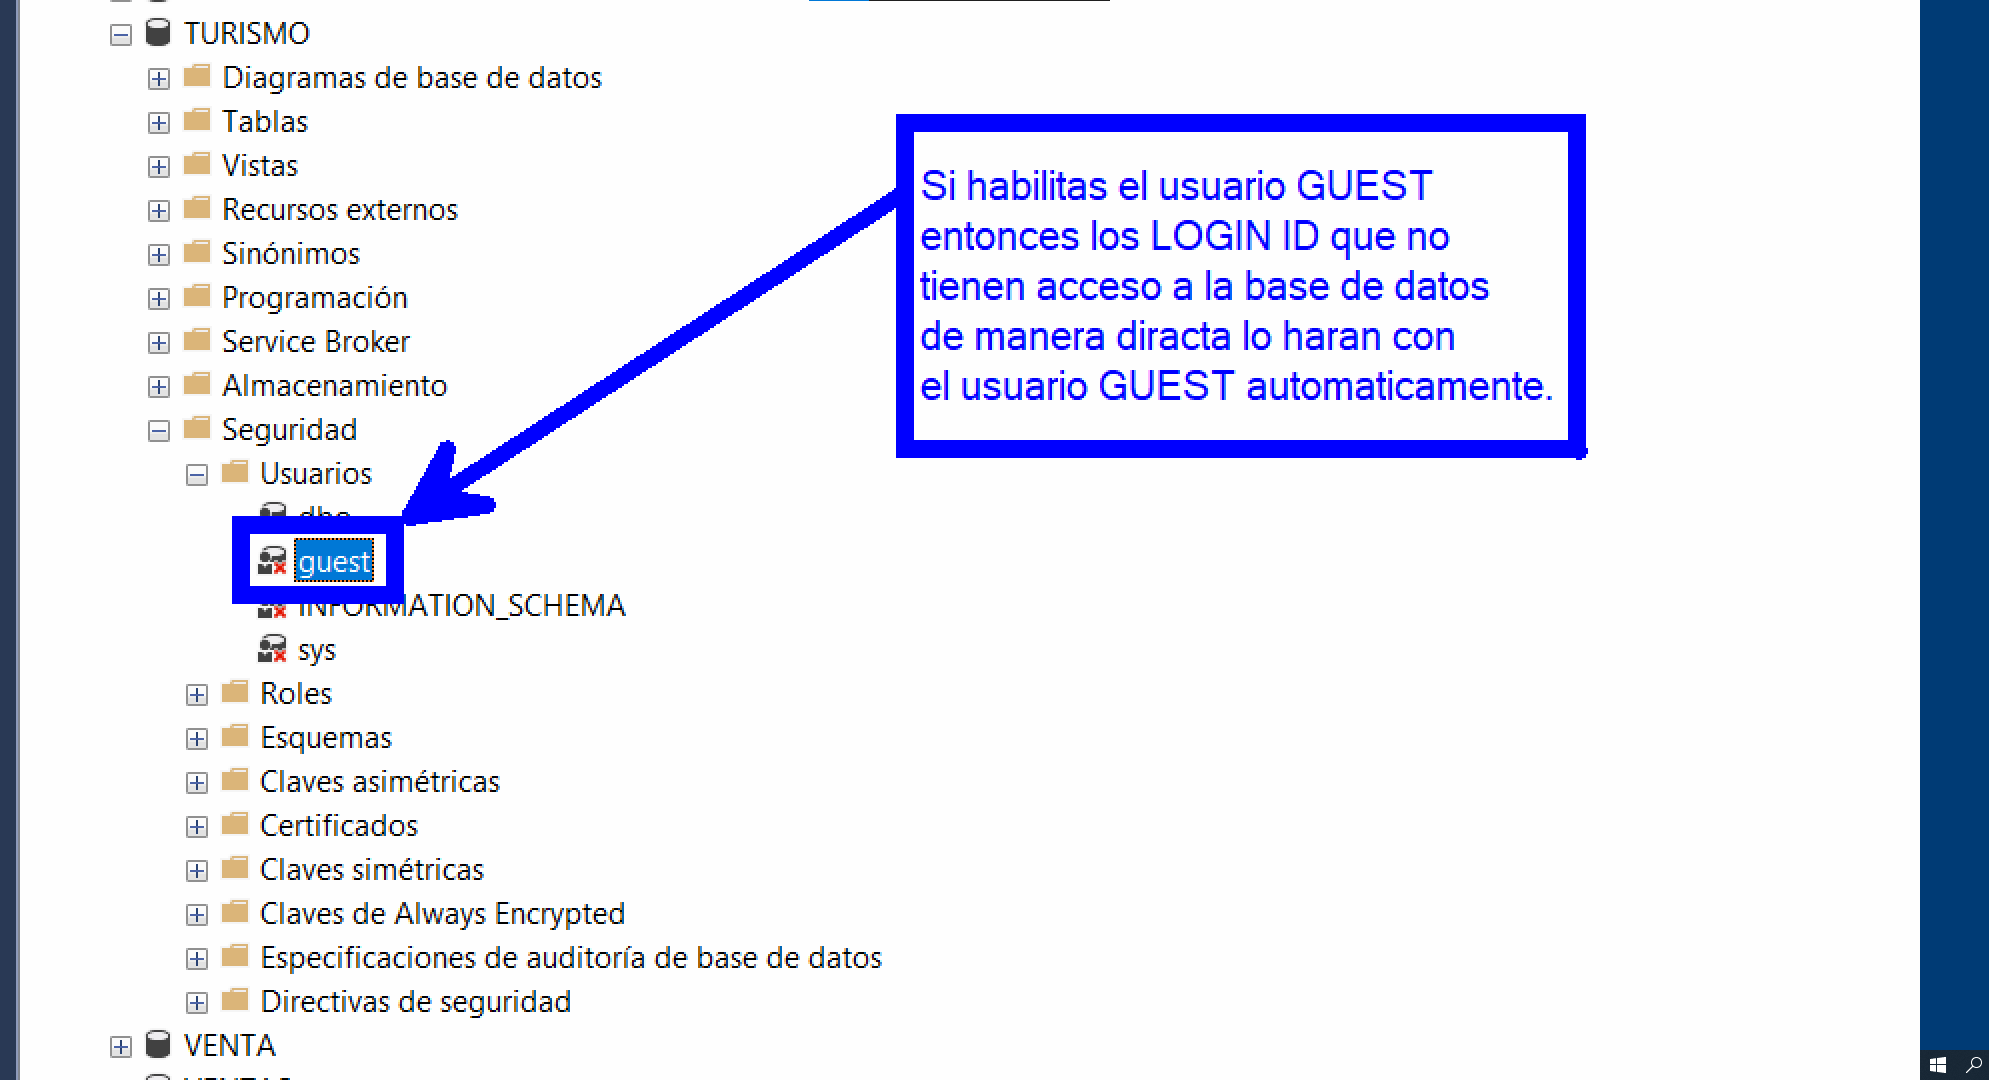 TURISMO
Diagramas de base de datos
Tablas
Vistas
Recursos externos
Sinónimos
Programación
Service Broker
Almacenamiento
Seguridad
Usuarios
dbo
guest
INFORMATION_SCHEMA
sys
Roles
Esquemas
Claves asimétricas
Certificados
Claves simétricas
Claves de Always Encrypted
Especificaciones de auditoría de base de datos
Directivas de seguridad
VENTA
Si habilitas el usuario GUEST
entonces los LOGIN ID que no
tienen acceso a la base de datos
de manera diracta lo haran con
el usuario GUEST automaticamente.